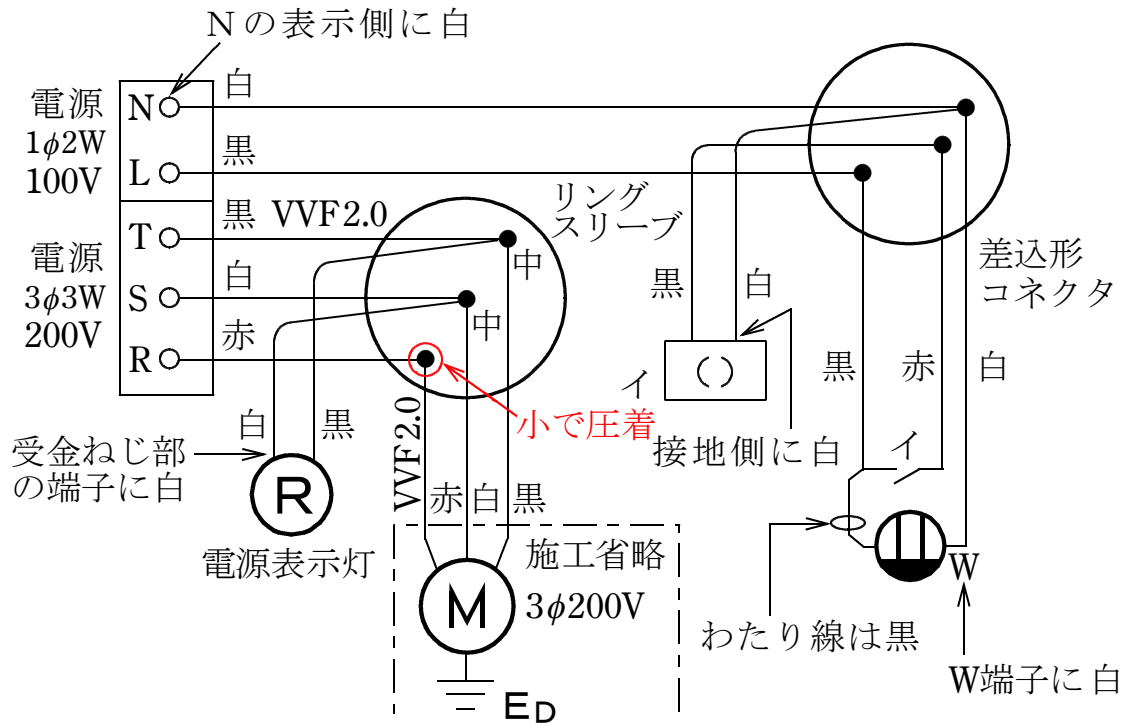 Nの表示側に白
電源
1φ2W
100V
N
白
L
黒
電源
3φ3W
200V
T
黒 VVF2.0
S
白
R
赤
中
中
小で圧着
リング
スリーブ
差込形
コネクタ
黒
白
イ
接地側に白
黒
赤
白
イ
W
わたり線は黒
W端子に白
受金ねじ部
の端子に白
白
黒
R
電源表示灯
VVF2.0
赤
白
黒
施工省略
M
3φ200V
ED